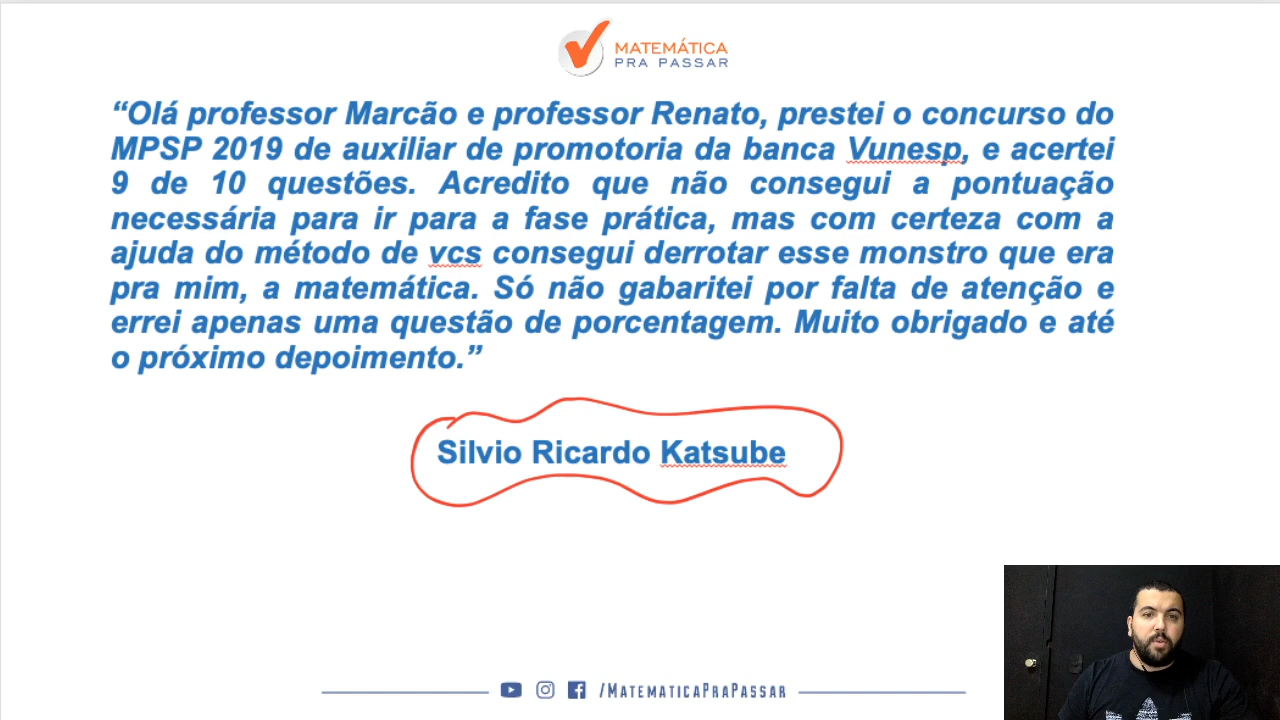 MATEMÁTICA
PRA PASSAR
“Olá professor Marcão e professor Renato, prestei o concurso do
MPSP 2019 de auxiliar de promotoria da banca Vunesp, e acertei
9 de 10 questões. Acredito que não consegui a pontuação
necessária para ir para a fase prática, mas com certeza com a
ajuda do método de vcs consegui derrotar esse monstro que era
pra mim, a matemática. Só não gabaritei por falta de atenção e
errei apenas uma questão de porcentagem. Muito obrigado e até
o próximo depoimento.”
Silvio Ricardo Katsube
/MATEMATICAPRAPASSAR